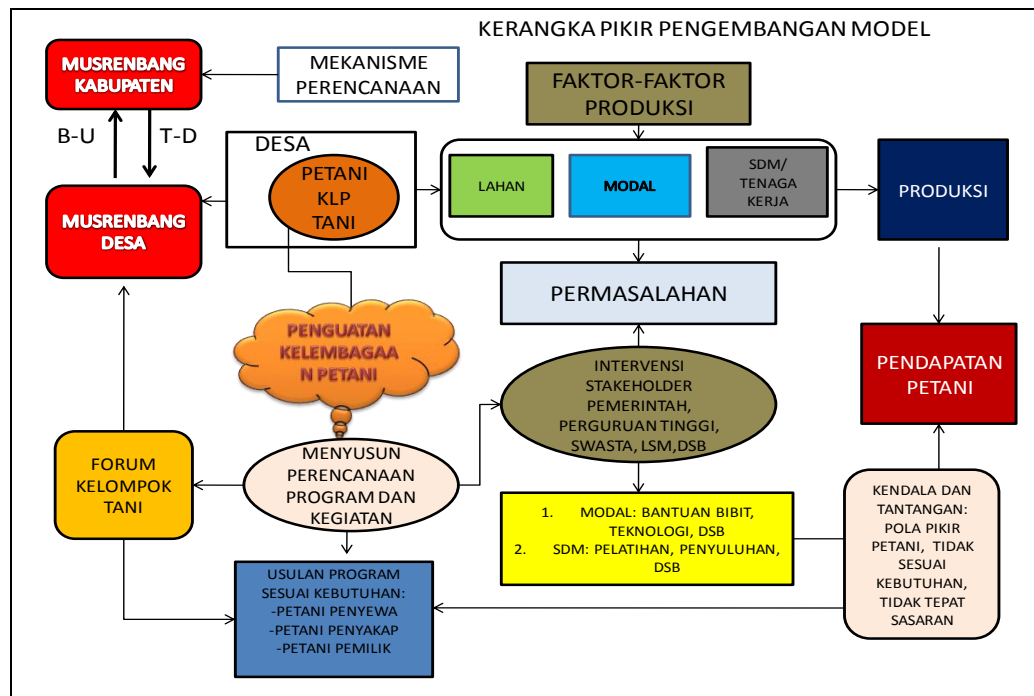 KERANGKA PIKIR PENGEMBANGAN MODEL
MUSRENBANG
KABUPATEN
MEKANISME
PERENCANAAN
FAKTOR-FAKTOR
PRODUKSI
B-U
T-D
DESA
PETANI
KLP
TANI
LAHAN
MODAL
SDM/
TENAGA
KERJA
PRODUKSI
MUSRENBANG
DESA
PERMASALAHAN
PENGUATAN
KELEMBAGAA
N PETANI
INTERVENSI
STAKEHOLDER
PEMERINTAH,
PERGURUAN TINGGI,
SWASTA, LSM,DSB
PENDAPATAN
PETANI
FORUM
KELOMPOK
TANI
MENYUSUN
PERENCANAAN
PROGRAM DAN
KEGIATAN
1. MODAL: BANTUAN BIBIT,
TEKNOLOGI, DSB
2. SDM: PELATIHAN, PENYULUHAN,
DSB
KENDALA DAN
TANTANGAN:
POLA PIKIR
PETANI, TIDAK
SESUAI
KEBUTUHAN,
TIDAK TEPAT
SASARAN
USULAN PROGRAM
SESUAI KEBUTUHAN:
-PETANI PENYEWA
-PETANI PENYAKAP
-PETANI PEMILIK